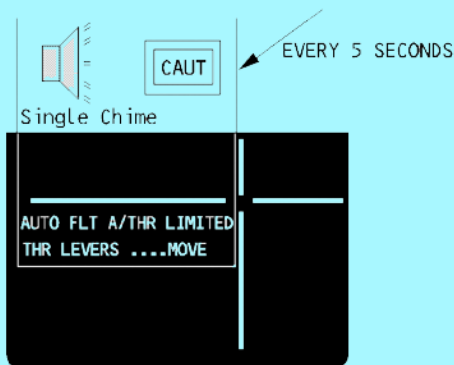 EVERY 5 SECONDS
CAUT
Single Chime
AUTO FLT A/THR LIMITED
THR LEVERS ....MOVE